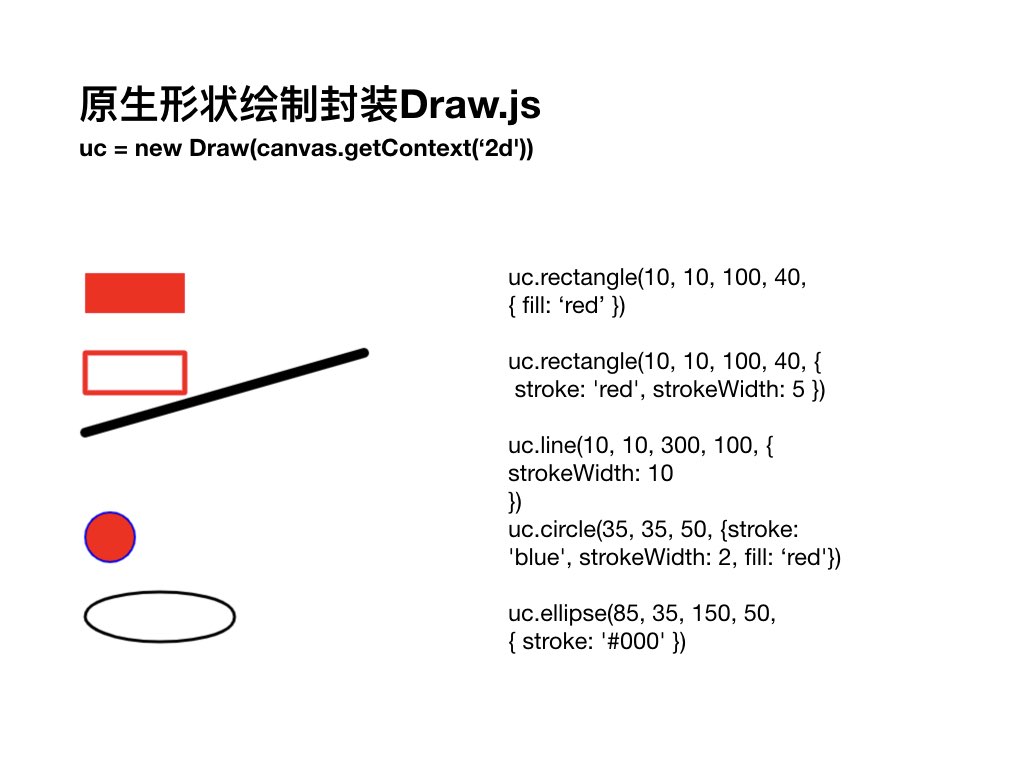 原生形状绘制封装Draw.js
uc = new Draw(canvas.getContext(‘2d'))
uc.rectangle(10, 10, 100, 40,
{ fill: ‘red’ })
uc.rectangle(10, 10, 100, 40, {
stroke: 'red', strokeWidth: 5 })
uc.line(10, 10, 300, 100, {
strokeWidth: 10
})
uc.circle(35, 35, 50, {stroke:
'blue', strokeWidth: 2, fill: ‘red'})
uc.ellipse(85, 35, 150, 50,
{ stroke: '#000' })